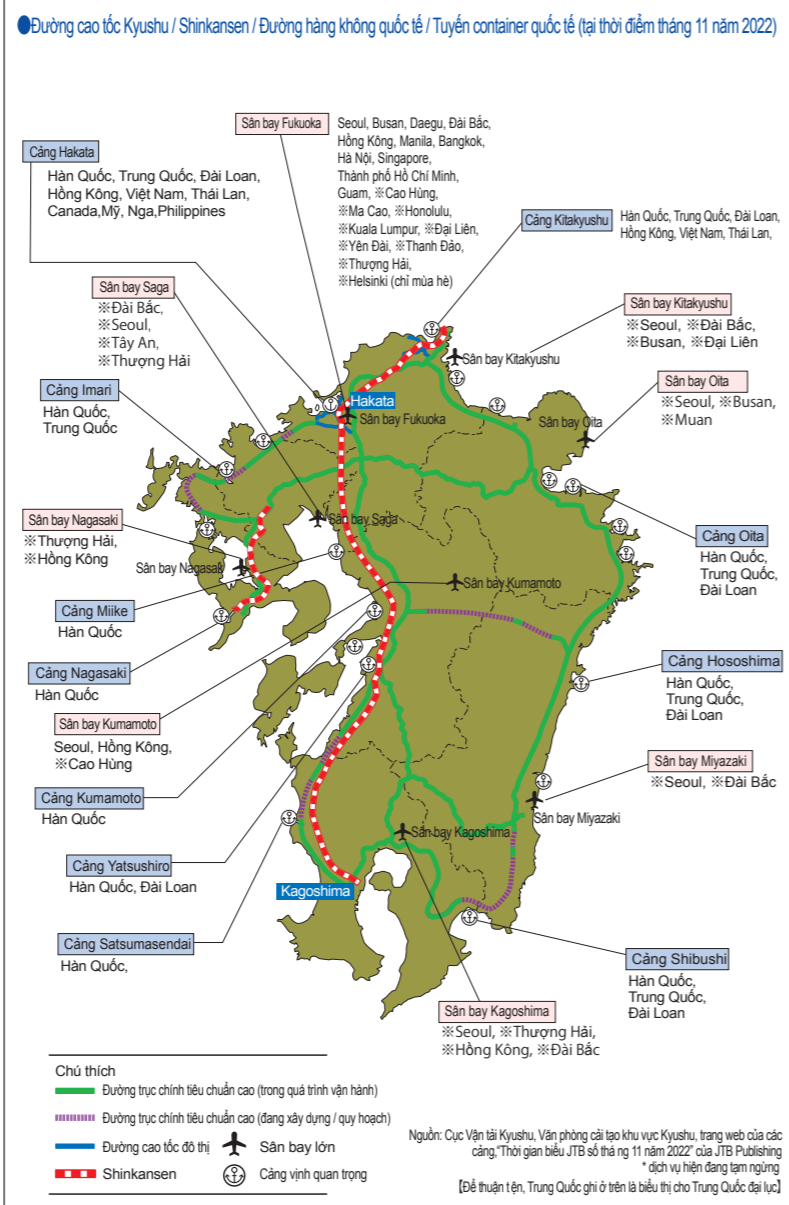 ●Đường cao tốc Kyushu / Shinkansen / Đường hàng không quốc tế / Tuyến container quốc tế (tại thời điểm tháng 11 năm 2022)
Sân bay Fukuoka
Seoul, Busan, Daegu, Đài Bắc,
Hồng Kông, Manila, Bangkok,
Hà Nội, Singapore,
Thành phố Hồ Chí Minh,
Guam, ※Cao Hùng,
※Ma Cao, ※Honolulu,
※Kuala Lumpur, ※Đại Liên,
※Yên Đài, ※Thanh Đảo,
※Thượng Hải,
※Helsinki (chỉ mùa hè)
Cảng Hakata
Hàn Quốc, Trung Quốc, Đài Loan,
Hồng Kông, Việt Nam, Thái Lan,
Canada,Mỹ, Nga,Philippines
Cảng Kitakyushu
Hàn Quốc, Trung Quốc, Đài Loan,
Hồng Kông, Việt Nam, Thái Lan,
Sân bay Saga
※Đài Bắc,
※Seoul,
※Tây An,
※Thượng Hải
Sân bay Kitakyushu
※Seoul, ※Đài Bắc,
※Busan, ※Đại Liên
Sân bay Kitakyushu
Cảng Imari
Hàn Quốc,
Trung Quốc
Sân bay Oita
※Seoul, ※Busan,
※Muan
Hakata
Sân bay Fukuoka
Sân bay Oita
Sân bay Nagasaki
※Thượng Hải,
※Hồng Kông
Sân bay Saga
Sân bay Nagasak
Cảng Oita
Hàn Quốc,
Trung Quốc,
Đài Loan
Sân bay Kumamoto
Cảng Miike
Hàn Quốc
Cảng Nagasaki
Hàn Quốc
Cảng Hososhima
Hàn Quốc,
Trung Quốc,
Đài Loan
Sân bay Kumamoto
Seoul, Hồng Kông,
※Cao Hùng
Sân bay Miyazaki
※Seoul, ※Đài Bắc
Cảng Kumamoto
Hàn Quốc
Sân bay Miyazaki
Sân bay Kagoshima
Cảng Yatsushiro
Hàn Quốc, Đài Loan
Kagoshima
Cảng Satsumasendai
Hàn Quốc,
Cảng Shibushi
Hàn Quốc,
Trung Quốc,
Đài Loan
Sân bay Kagoshima
※Seoul, ※Thượng Hải,
※Hồng Kông, ※Đài Bắc
Chú thích
Đường trục chính tiêu chuẩn cao (trong quá trình vận hành)
Đường trục chính tiêu chuẩn cao (đang xây dựng / quy hoạch)
Đường cao tốc đô thị
Sân bay lớn
Shinkansen
Cảng vịnh quan trọng
Nguồn: Cục Vận tải Kyushu, Văn phòng cải tạo khu vực Kyushu, trang web của các
cảng,"Thời gian biểu JTB số thá ng 11 năm 2022" của JTB Publishing
* dịch vụ hiện đang tạm ngừng
【Để thuận t ện, Trung Quốc ghi ở trên là biểu thị cho Trung Quốc đại lục】